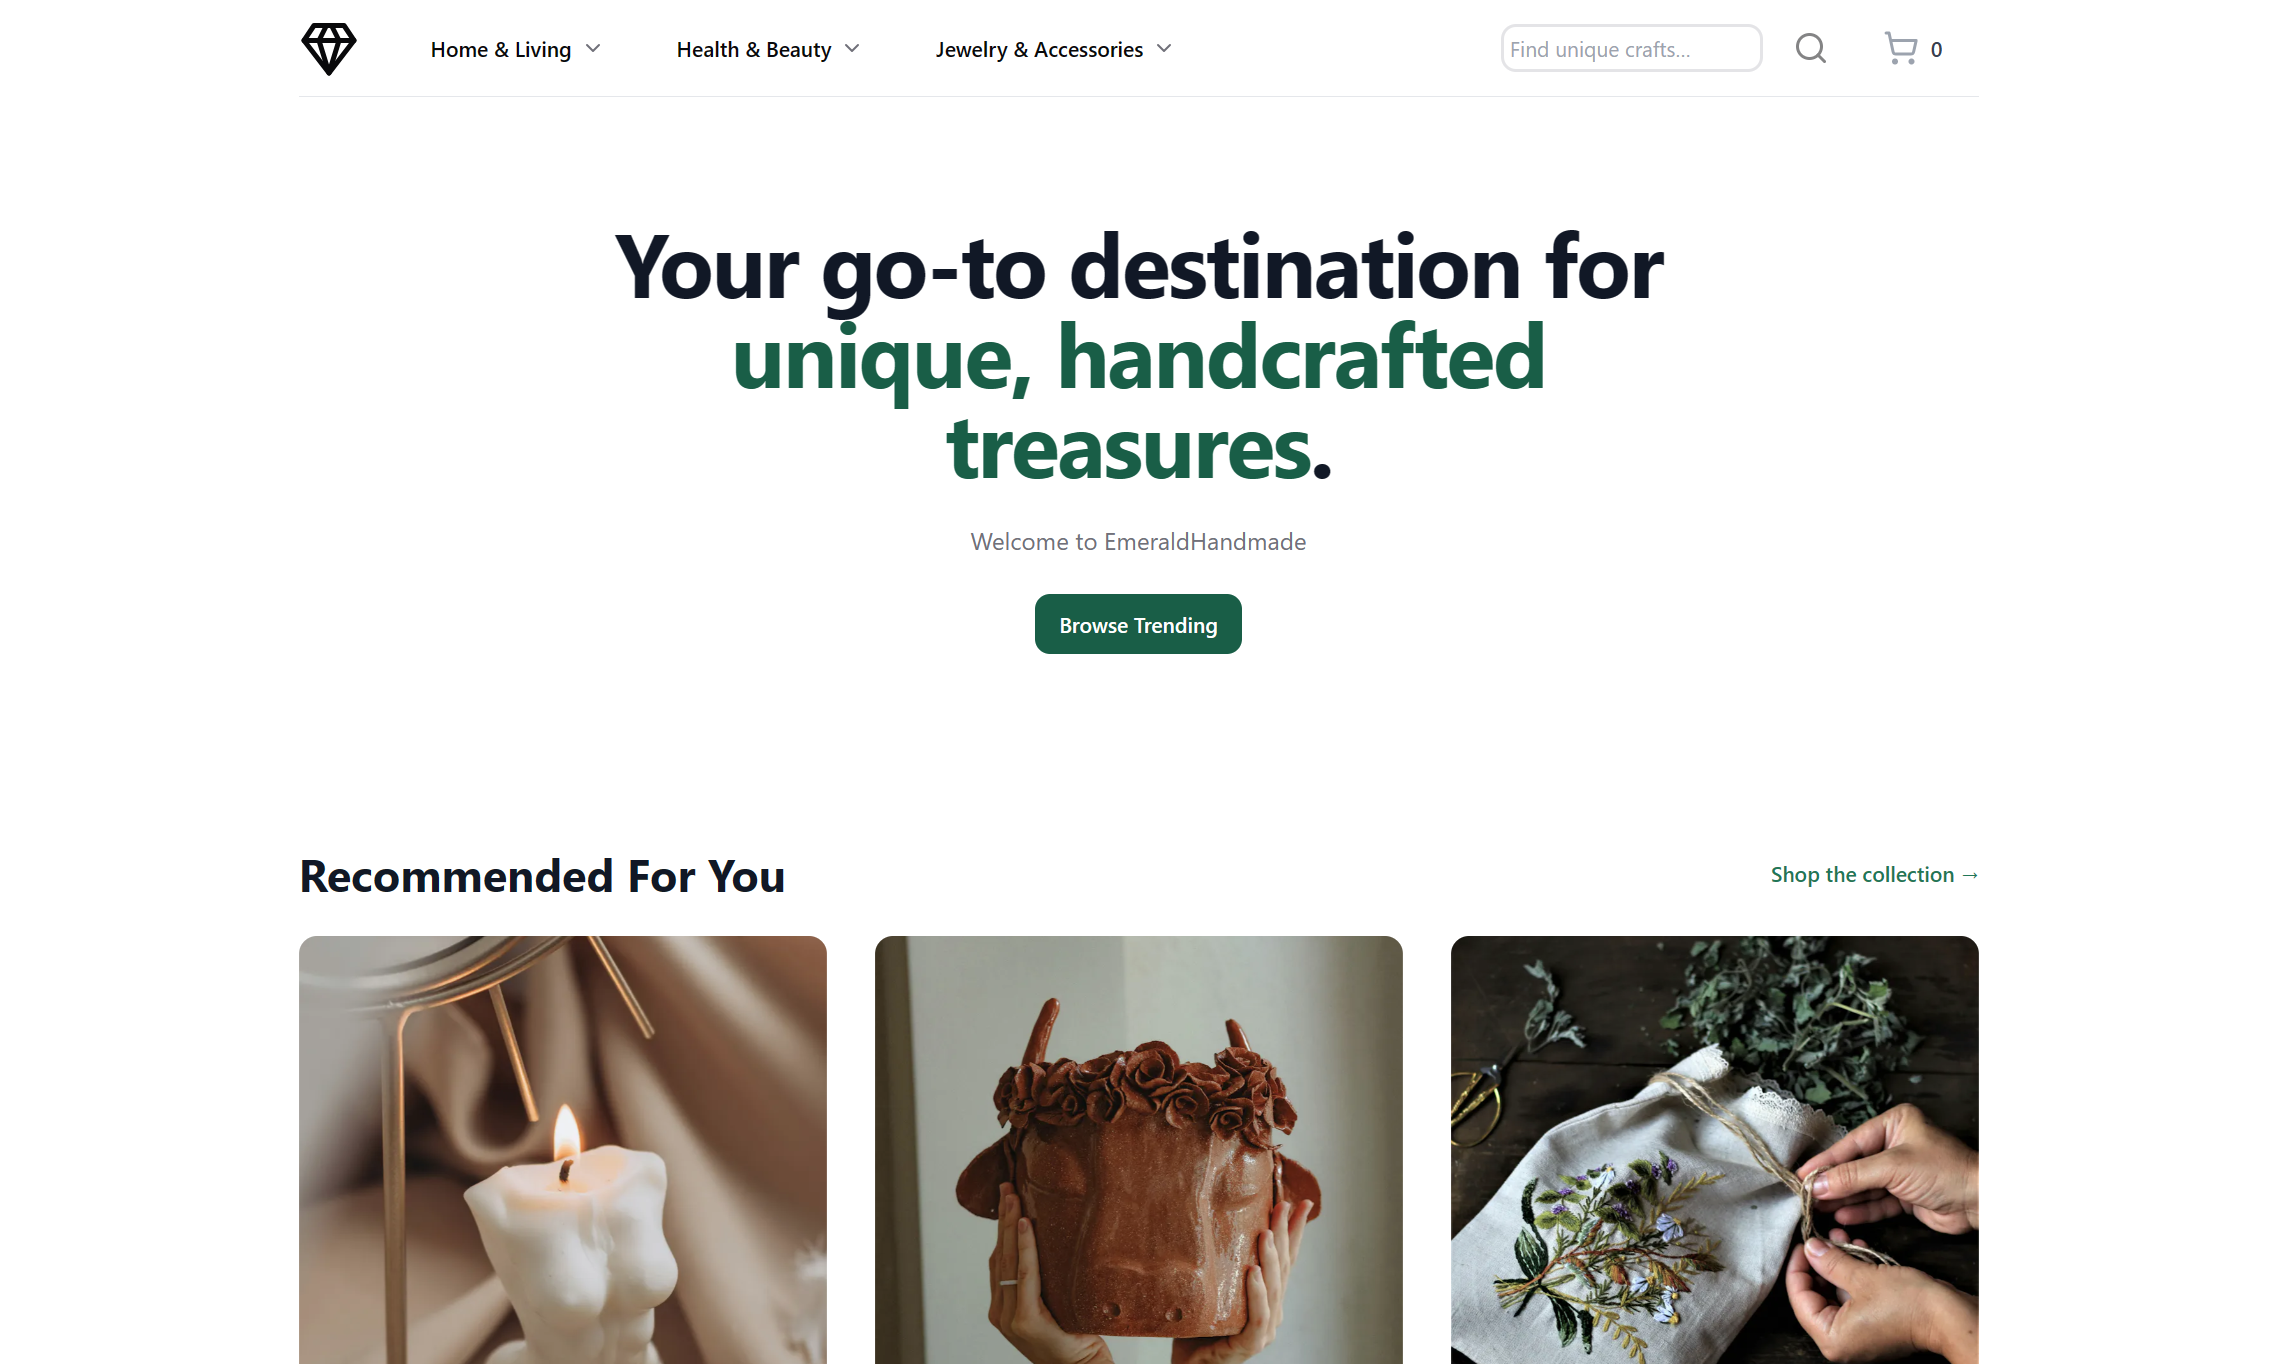 Home & Living
Health & Beauty
Jewelry & Accessories
Find unique crafts...
0
Your go-to destination for
unique, handcrafted
treasures.
Welcome to EmeraldHandmade
Browse Trending
Recommended For You
Shop the collection →